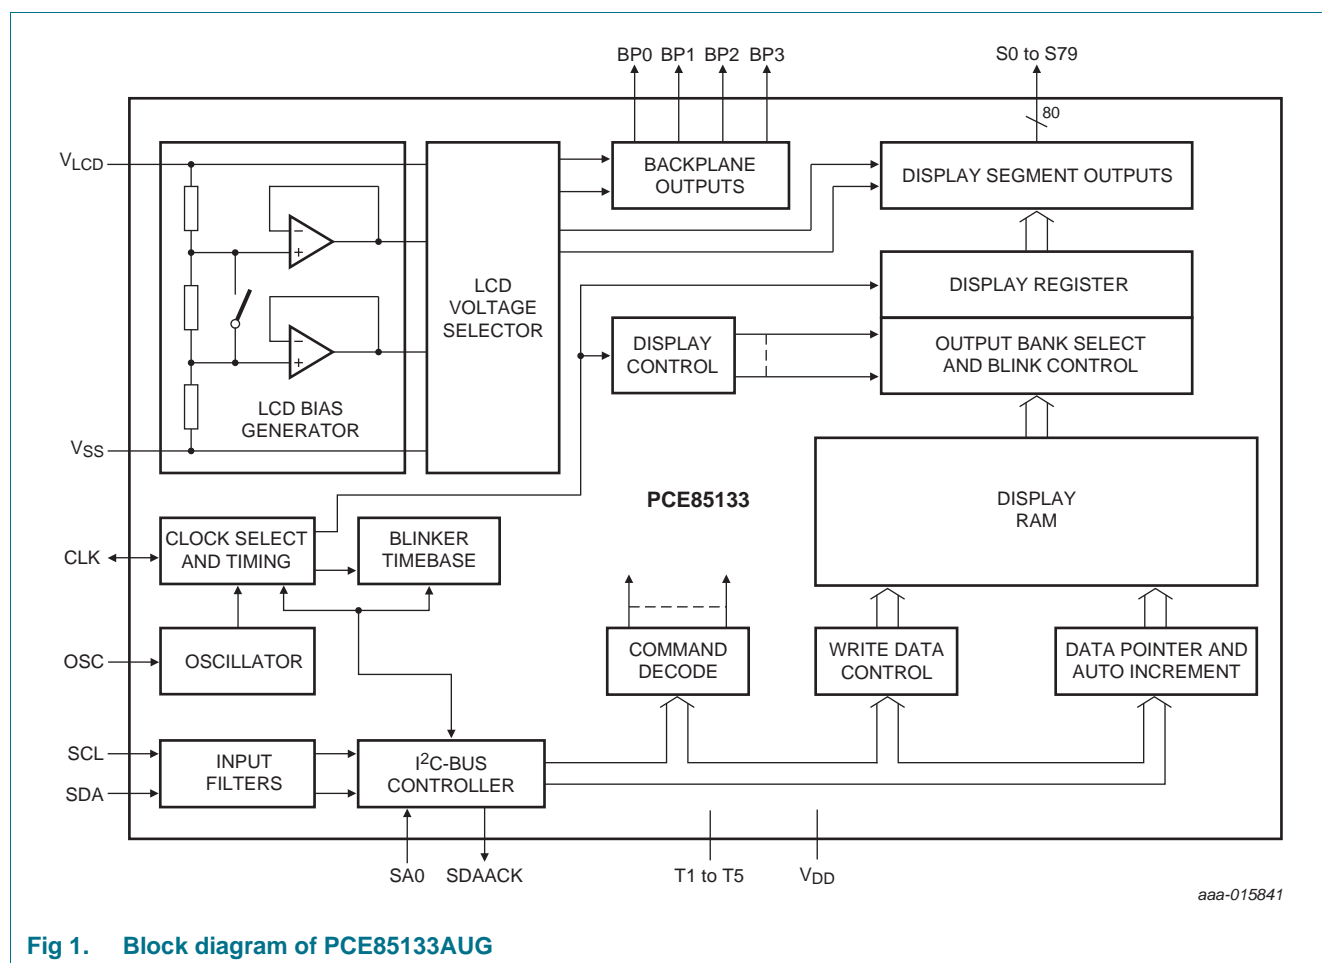 BP0 BP1 BP2 BP3
S0 to S79
80
VLCD
BACKPLANE
OUTPUTS
DISPLAY SEGMENT OUTPUTS
−
+
−
+
LCD BIAS
GENERATOR
LCD
VOLTAGE
SELECTOR
DISPLAY REGISTER
DISPLAY
CONTROL
OUTPUT BANK SELECT
AND BLINK CONTROL
VSS
PCE85133
DISPLAY
RAM
CLK
CLOCK SELECT
AND TIMING
BLINKER
TIMEBASE
OSC
OSCILLATOR
COMMAND
DECODE
WRITE DATA
CONTROL
DATA POINTER AND
AUTO INCREMENT
SCL
SDA
INPUT
FILTERS
I2C-BUS
CONTROLLER
SA0
SDAACK
T1 to T5
VDD
aaa-015841
Fig 1. Block diagram of PCE85133AUG